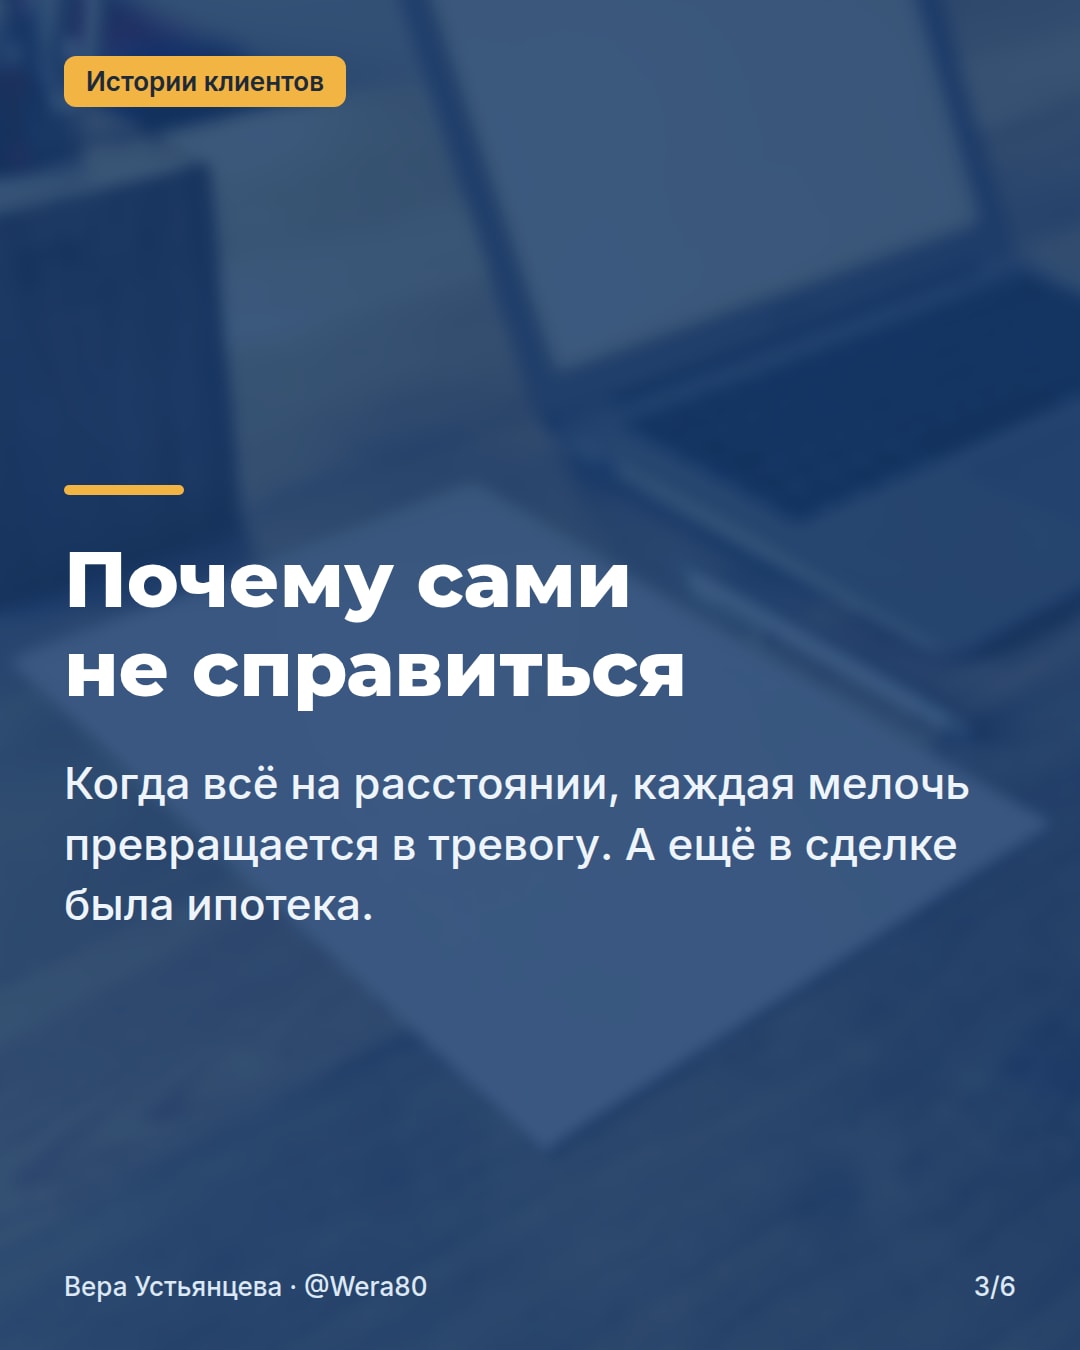 Истории клиентов
Почему сами
не справиться
Когда всё на расстоянии, каждая мелочь
превращается в тревогу. А ещё в сделке
была ипотека.
Вера Устьянцева · @Wera80
3/6